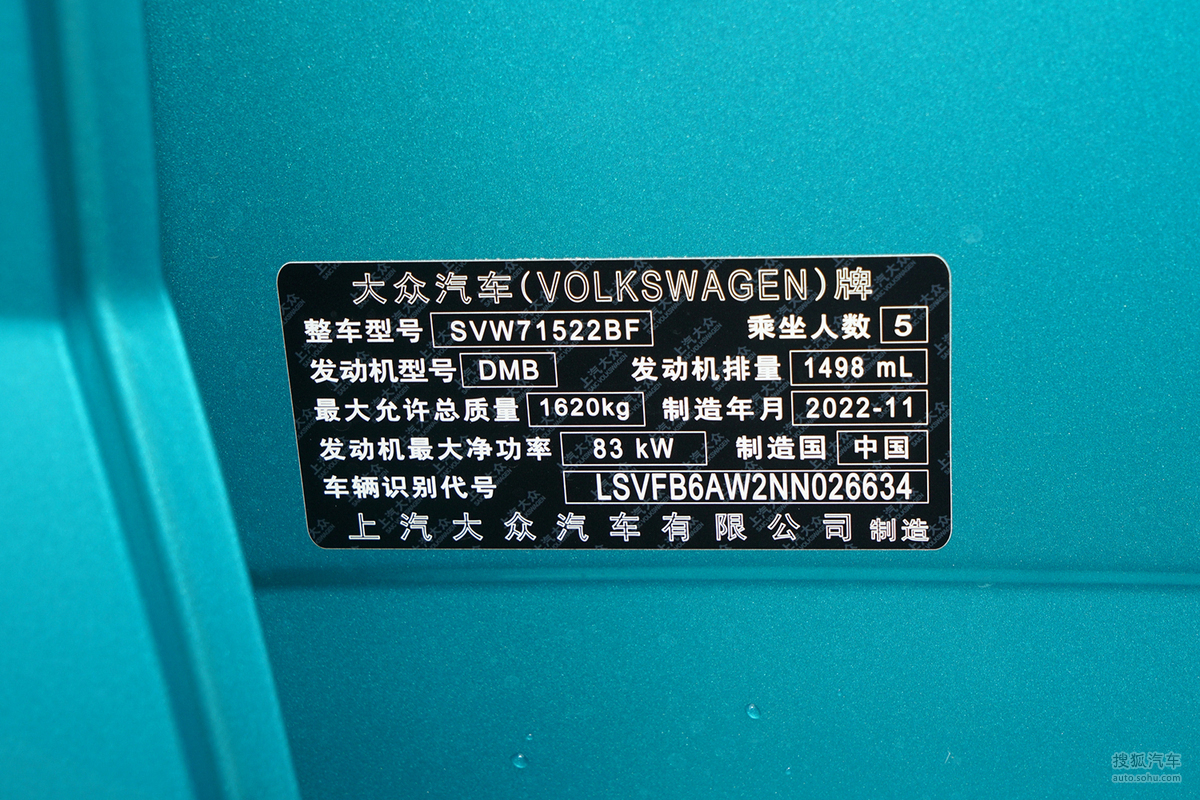 大众汽车(VOLKSWAGEN)牌
整车型号 SVW71522BF 乘坐人数 5
发动机型号 DMB 发动机排量 1498 mL
最大允许总质量 1620kg 制造年月 2022-11
发动机最大净功率 83 kW 制造国 中国
车辆识别代号 LSVFB6AW2NN026634
上汽大众汽车有限公司 制造
搜狐汽车
auto.sohu.com